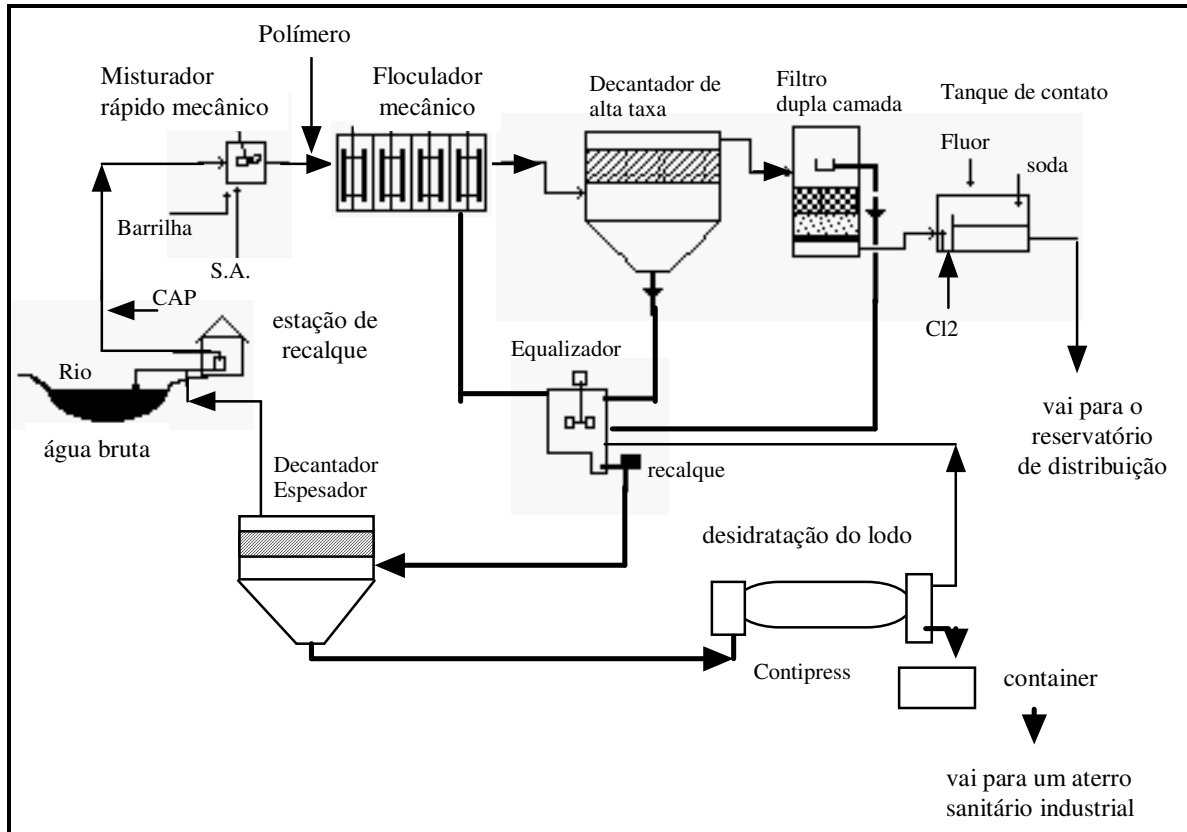 Polímero
Misturador
rápido mecânico
Floculador
mecânico
Decantador de
alta taxa
Filtro
dupla camada
Tanque de contato
Fluor
soda
Barrilha
S.A.
CAP
estação de
recalque
Cl2
Rio
Equalizador
água bruta
vai para o
reservatório
de distribuição
Decantador
Espesador
recalque
desidratação do lodo
Contipress
container
vai para um aterro
sanitário industrial